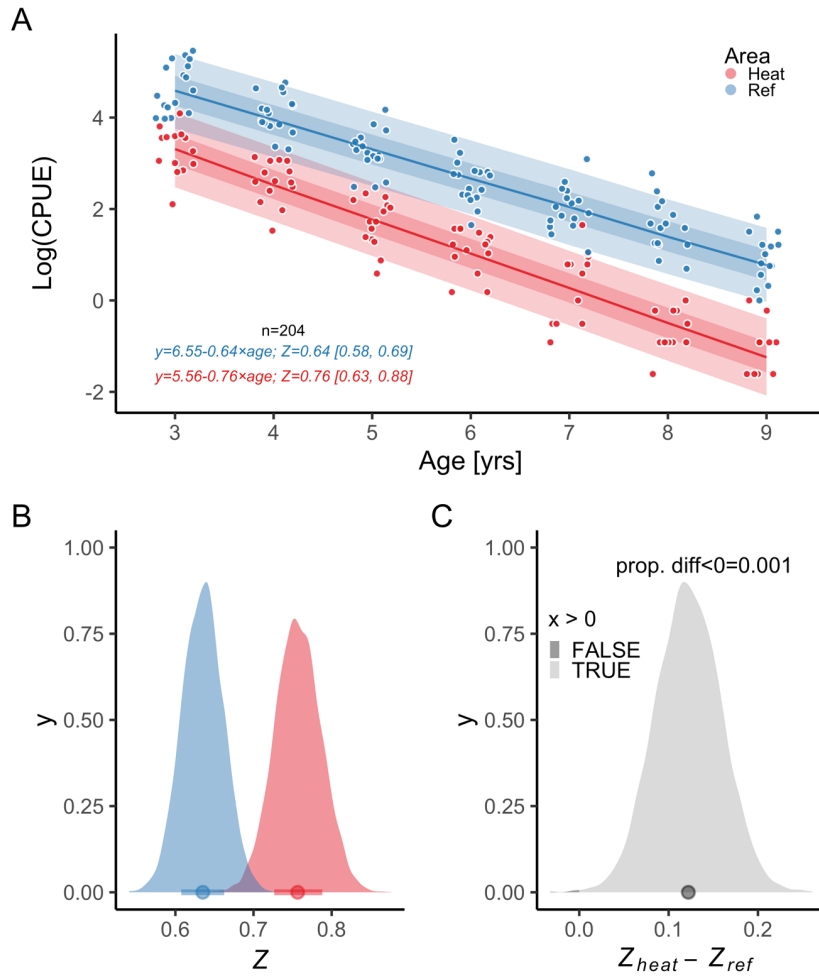 A
Log(CPUE)
4
2
0
-2
Area
Heat
Ref
n=204
y=6.55-0.64×age; Z=0.64 [0.58, 0.69]
y=5.56-0.76×age; Z=0.76 [0.63, 0.88]
3 4 5 6 7 8 9
Age [yrs]
B
y
1.00
0.75
0.50
0.25
0.00
0.6 0.7 0.8
Z
C
y
1.00
0.75
0.50
0.25
0.00
prop. diff<0=0.001
x > 0
FALSE
TRUE
0.0 0.1 0.2
Zheat − Zref